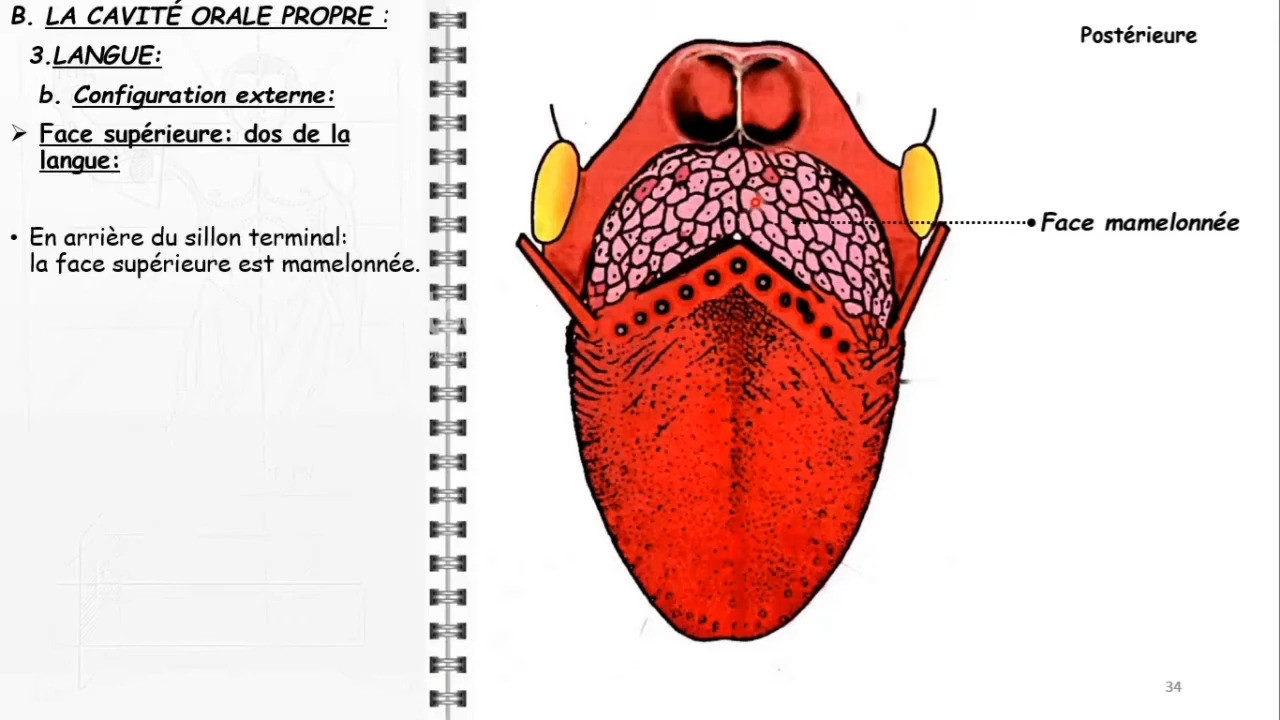 B. LA CAVITÉ ORALE PROPRE :
3.LANGUE:
b. Configuration externe:
➢ Face supérieure: dos de la
langue:
• En arrière du sillon terminal:
la face supérieure est mamelonnée.
Postérieure
• Face mamelonnée
34